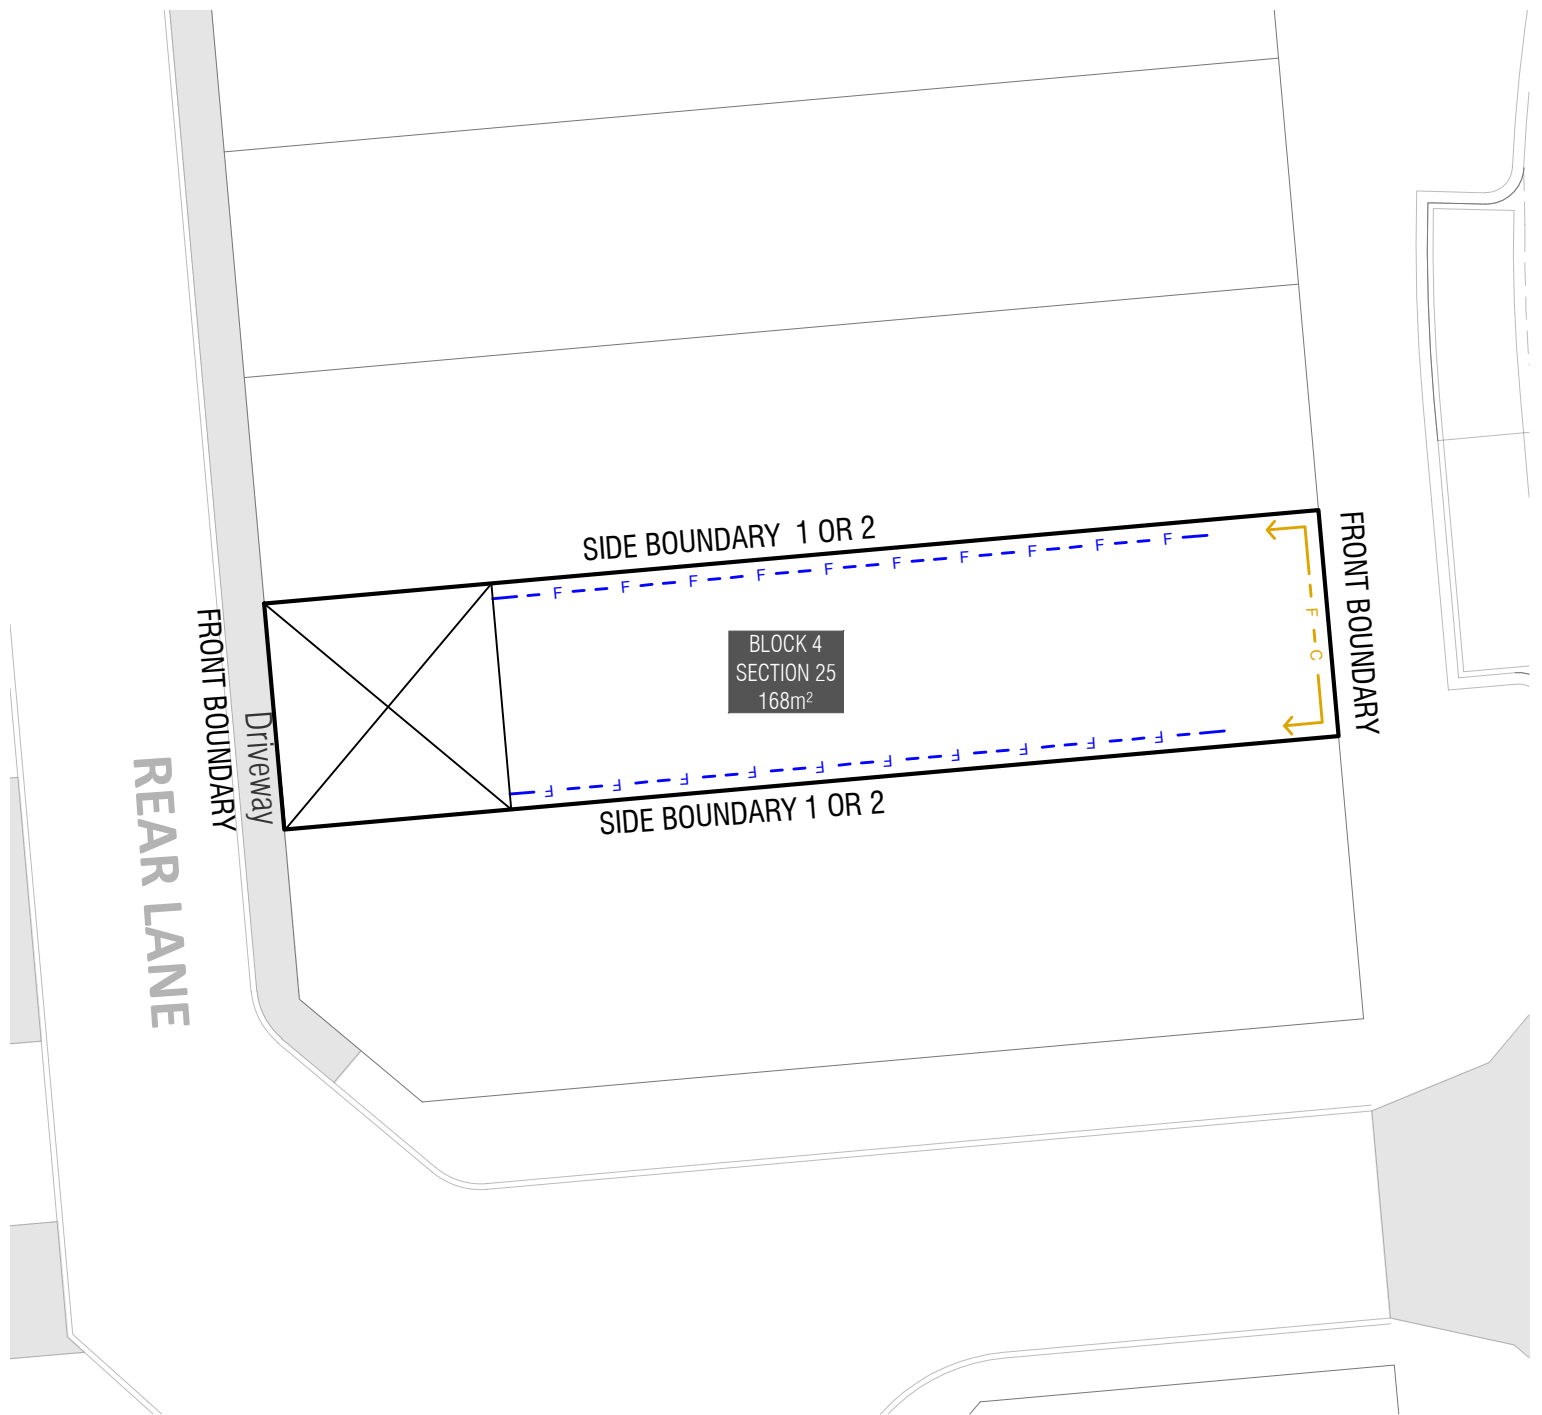 SIDE BOUNDARY 1 OR 2
F F F F F F F F F F
FRONT BOUNDARY
F C
BLOCK 4
SECTION 25
168m²
FRONT BOUNDARY
Driveway
REAR LANE
F F F F F F F F F F
SIDE BOUNDARY 1 OR 2